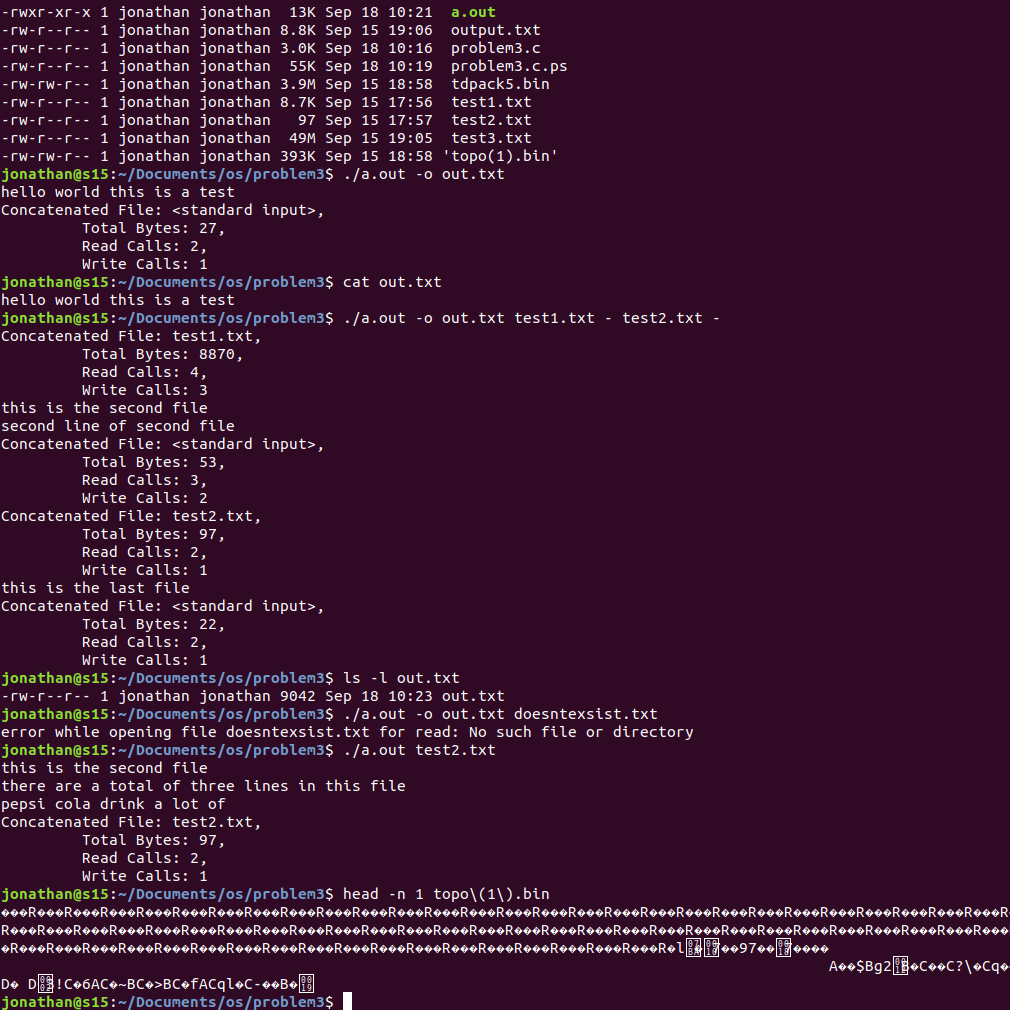 -rwxr-xr-x 1 jonathan jonathan  13K Sep 18 10:21  a.out
-rw-r--r-- 1 jonathan jonathan 8.8K Sep 15 19:06  output.txt
-rw-r--r-- 1 jonathan jonathan 3.0K Sep 18 10:16  problem3.c
-rw-r--r-- 1 jonathan jonathan  55K Sep 18 10:19  problem3.c.ps
-rw-rw-r-- 1 jonathan jonathan 3.9M Sep 15 18:58  tdpack5.bin
-rw-r--r-- 1 jonathan jonathan 8.7K Sep 15 17:56  test1.txt
-rw-r--r-- 1 jonathan jonathan   97 Sep 15 17:57  test2.txt
-rw-r--r-- 1 jonathan jonathan  49M Sep 15 19:05  test3.txt
-rw-rw-r-- 1 jonathan jonathan 393K Sep 15 18:58 'topo(1).bin'
jonathan@s15:~/Documents/os/problem3$ ./a.out -o out.txt
hello world this is a test
Concatenated File: <standard input>,
         Total Bytes: 27,
         Read Calls: 2,
         Write Calls: 1
jonathan@s15:~/Documents/os/problem3$ cat out.txt
hello world this is a test
jonathan@s15:~/Documents/os/problem3$ ./a.out -o out.txt test1.txt - test2.txt -
Concatenated File: test1.txt,
         Total Bytes: 8870,
         Read Calls: 4,
         Write Calls: 3
this is the second file
second line of second file
Concatenated File: <standard input>,
         Total Bytes: 53,
         Read Calls: 3,
         Write Calls: 2
Concatenated File: test2.txt,
         Total Bytes: 97,
         Read Calls: 2,
         Write Calls: 1
this is the last file
Concatenated File: <standard input>,
         Total Bytes: 22,
         Read Calls: 2,
         Write Calls: 1
jonathan@s15:~/Documents/os/problem3$ ls -l out.txt
-rw-r--r-- 1 jonathan jonathan 9042 Sep 18 10:23 out.txt
jonathan@s15:~/Documents/os/problem3$ ./a.out -o out.txt doesntexsist.txt
error while opening file doesntexsist.txt for read: No such file or directory
jonathan@s15:~/Documents/os/problem3$ ./a.out test2.txt
this is the second file
there are a total of three lines in this file
pepsi cola drink a lot of
Concatenated File: test2.txt,
         Total Bytes: 97,
         Read Calls: 2,
         Write Calls: 1
jonathan@s15:~/Documents/os/problem3$ head -n 1 topo\(1\).bin
jonathan@s15:~/Documents/os/problem3$